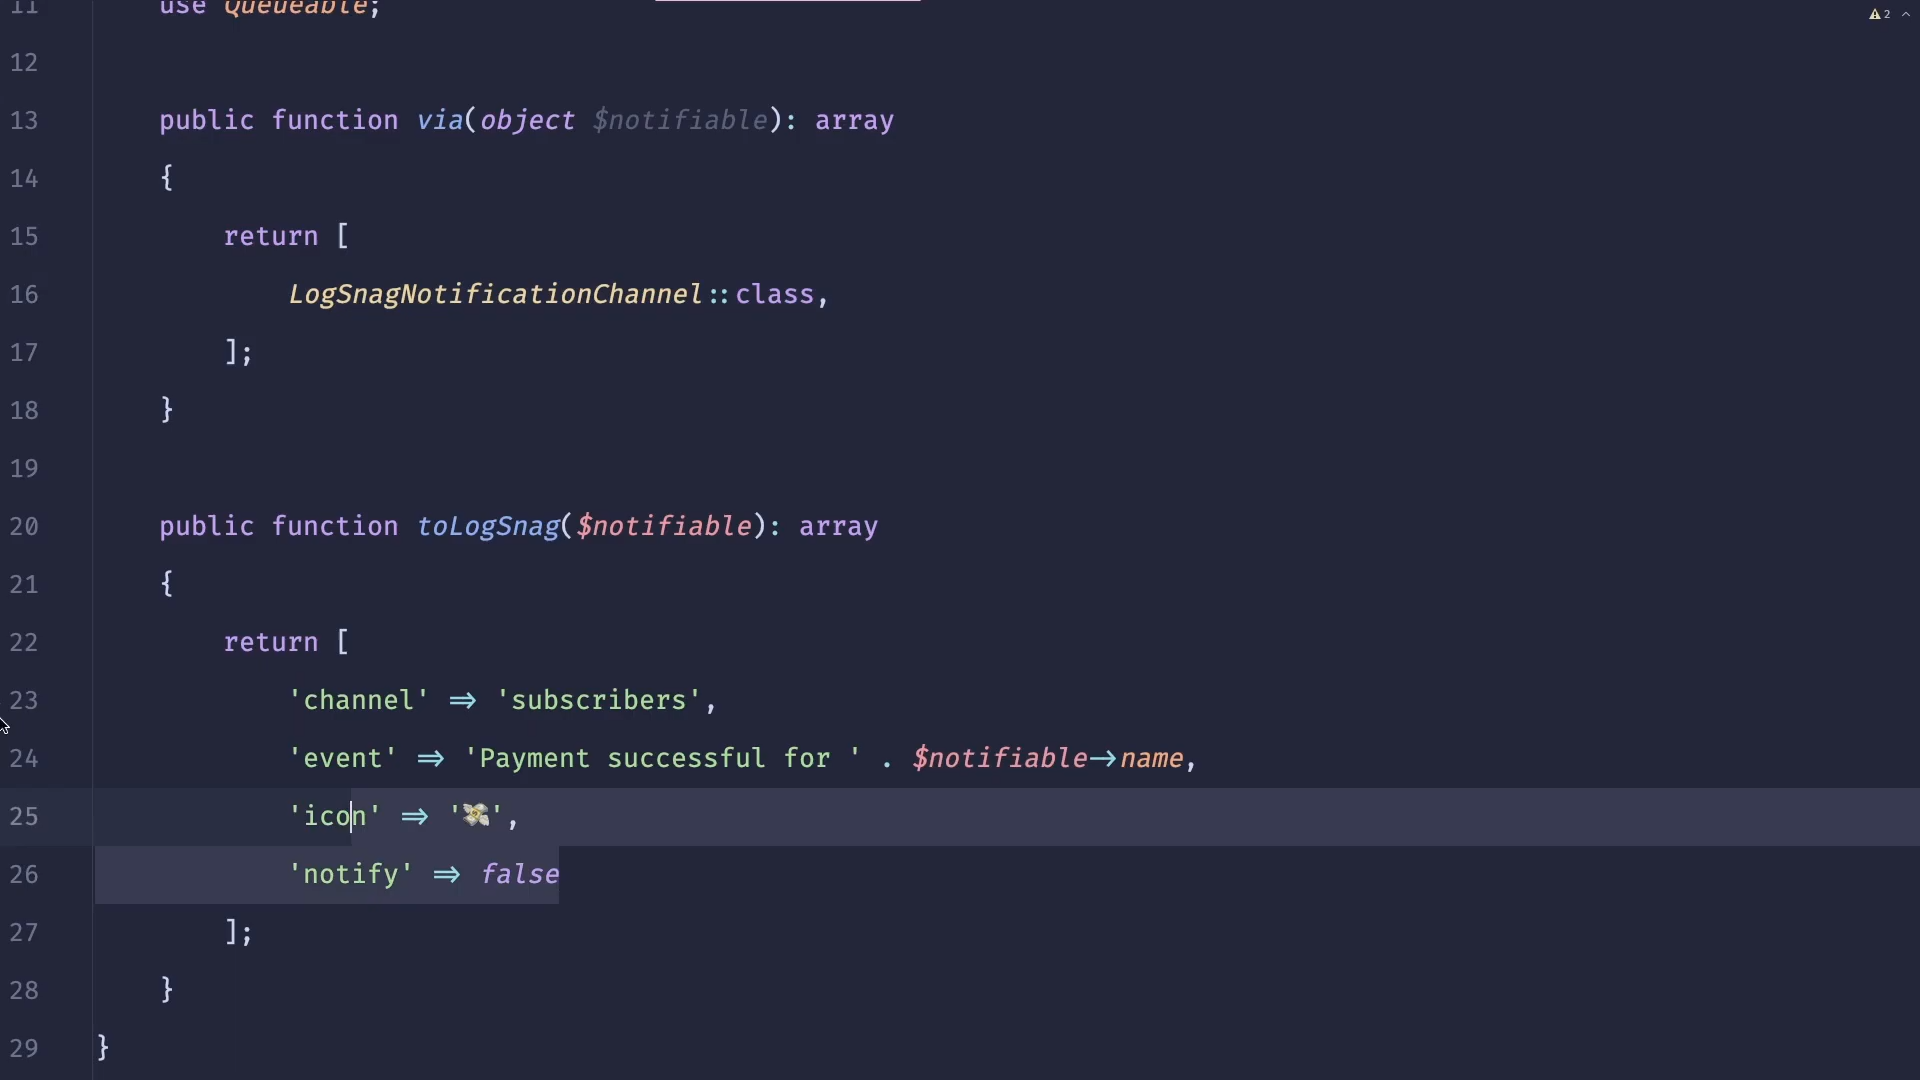 11 use Queueable;
12
13 public function via(object $notifiable): array
14 {
15 return [
16 LogSnagNotificationChannel::class,
17 ];
18 }
19
20 public function toLogSnag($notifiable): array
21 {
22 return [
23 'channel' => 'subscribers',
24 'event' => 'Payment successful for ' . $notifiable->name,
25 'icon' => '💸',
26 'notify' => false
27 ];
28 }
29 }
2